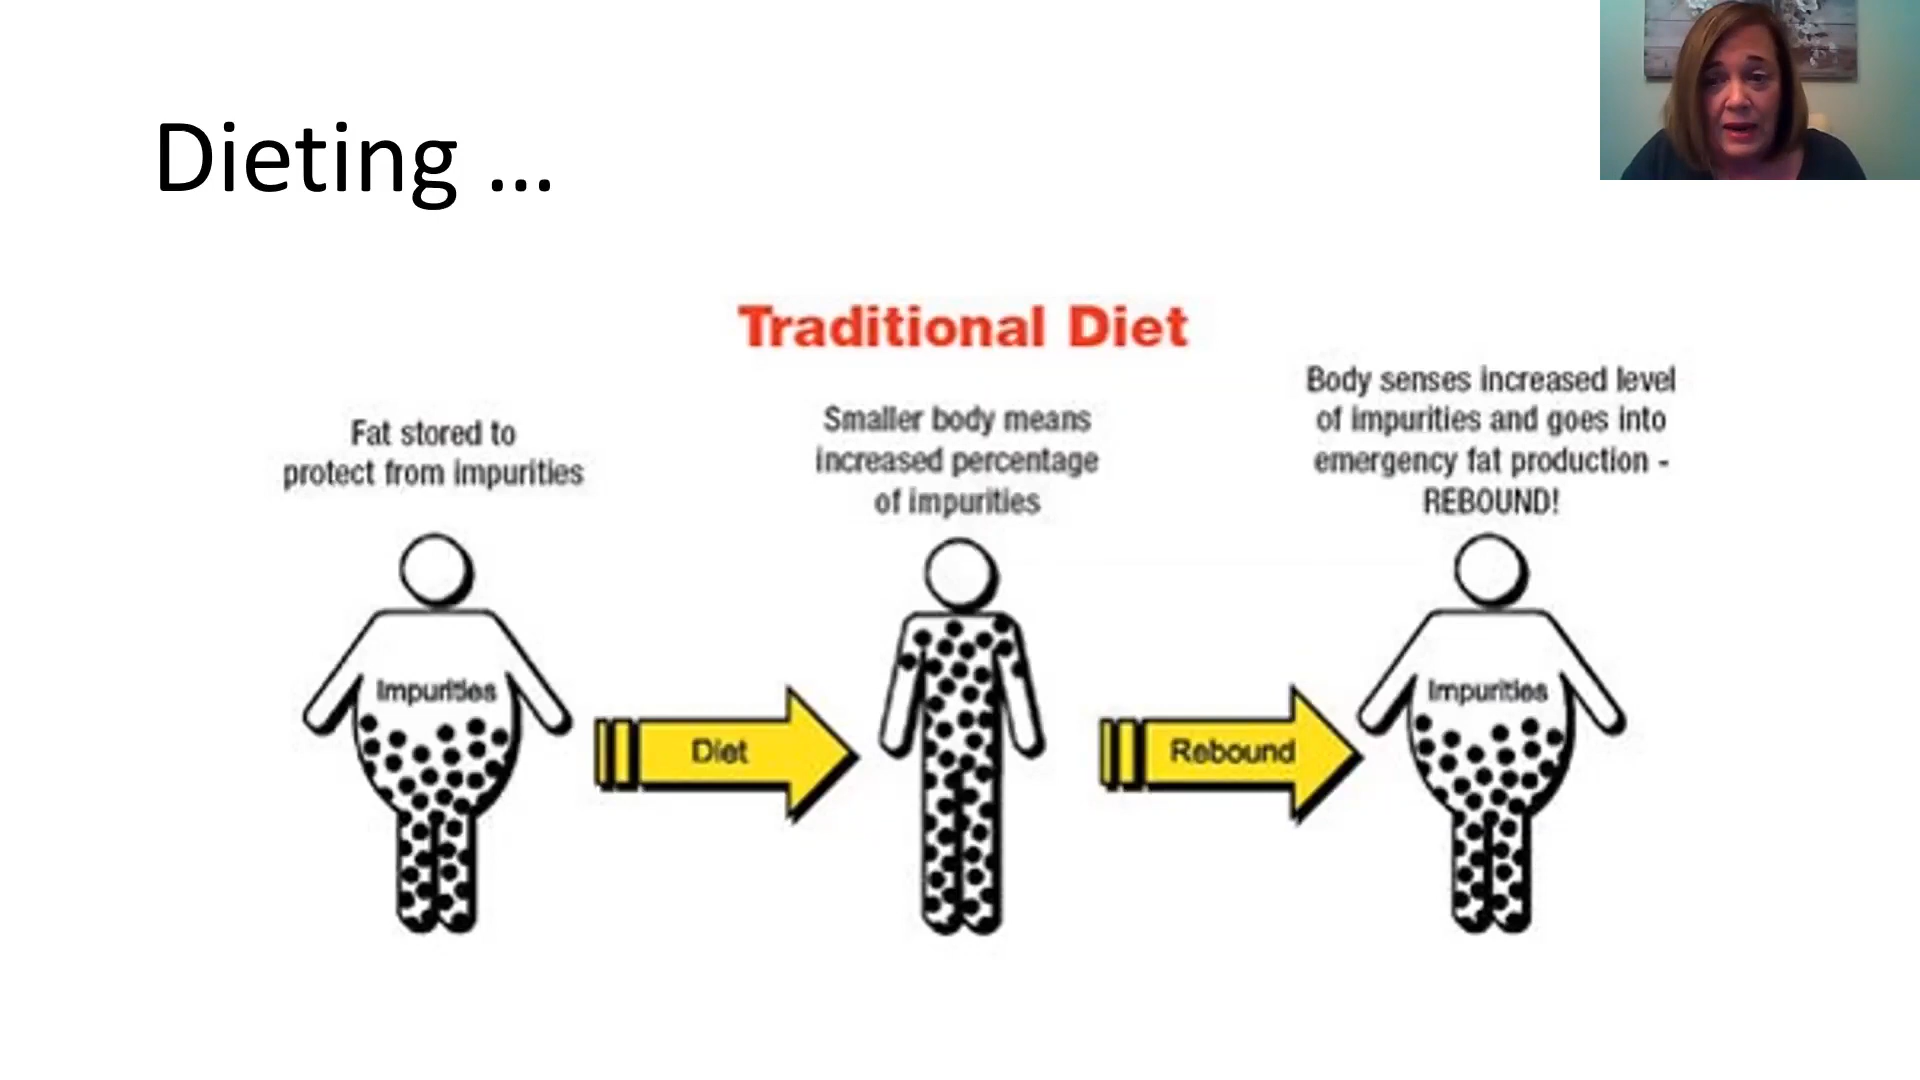 Dieting ...
Traditional Diet
Fat stored to
protect from impurities
Smaller body means
increased percentage
of impurities
Body senses increased level
of impurities and goes into
emergency fat production -
REBOUND!
Impurities
Diet
Rebound
Impurities